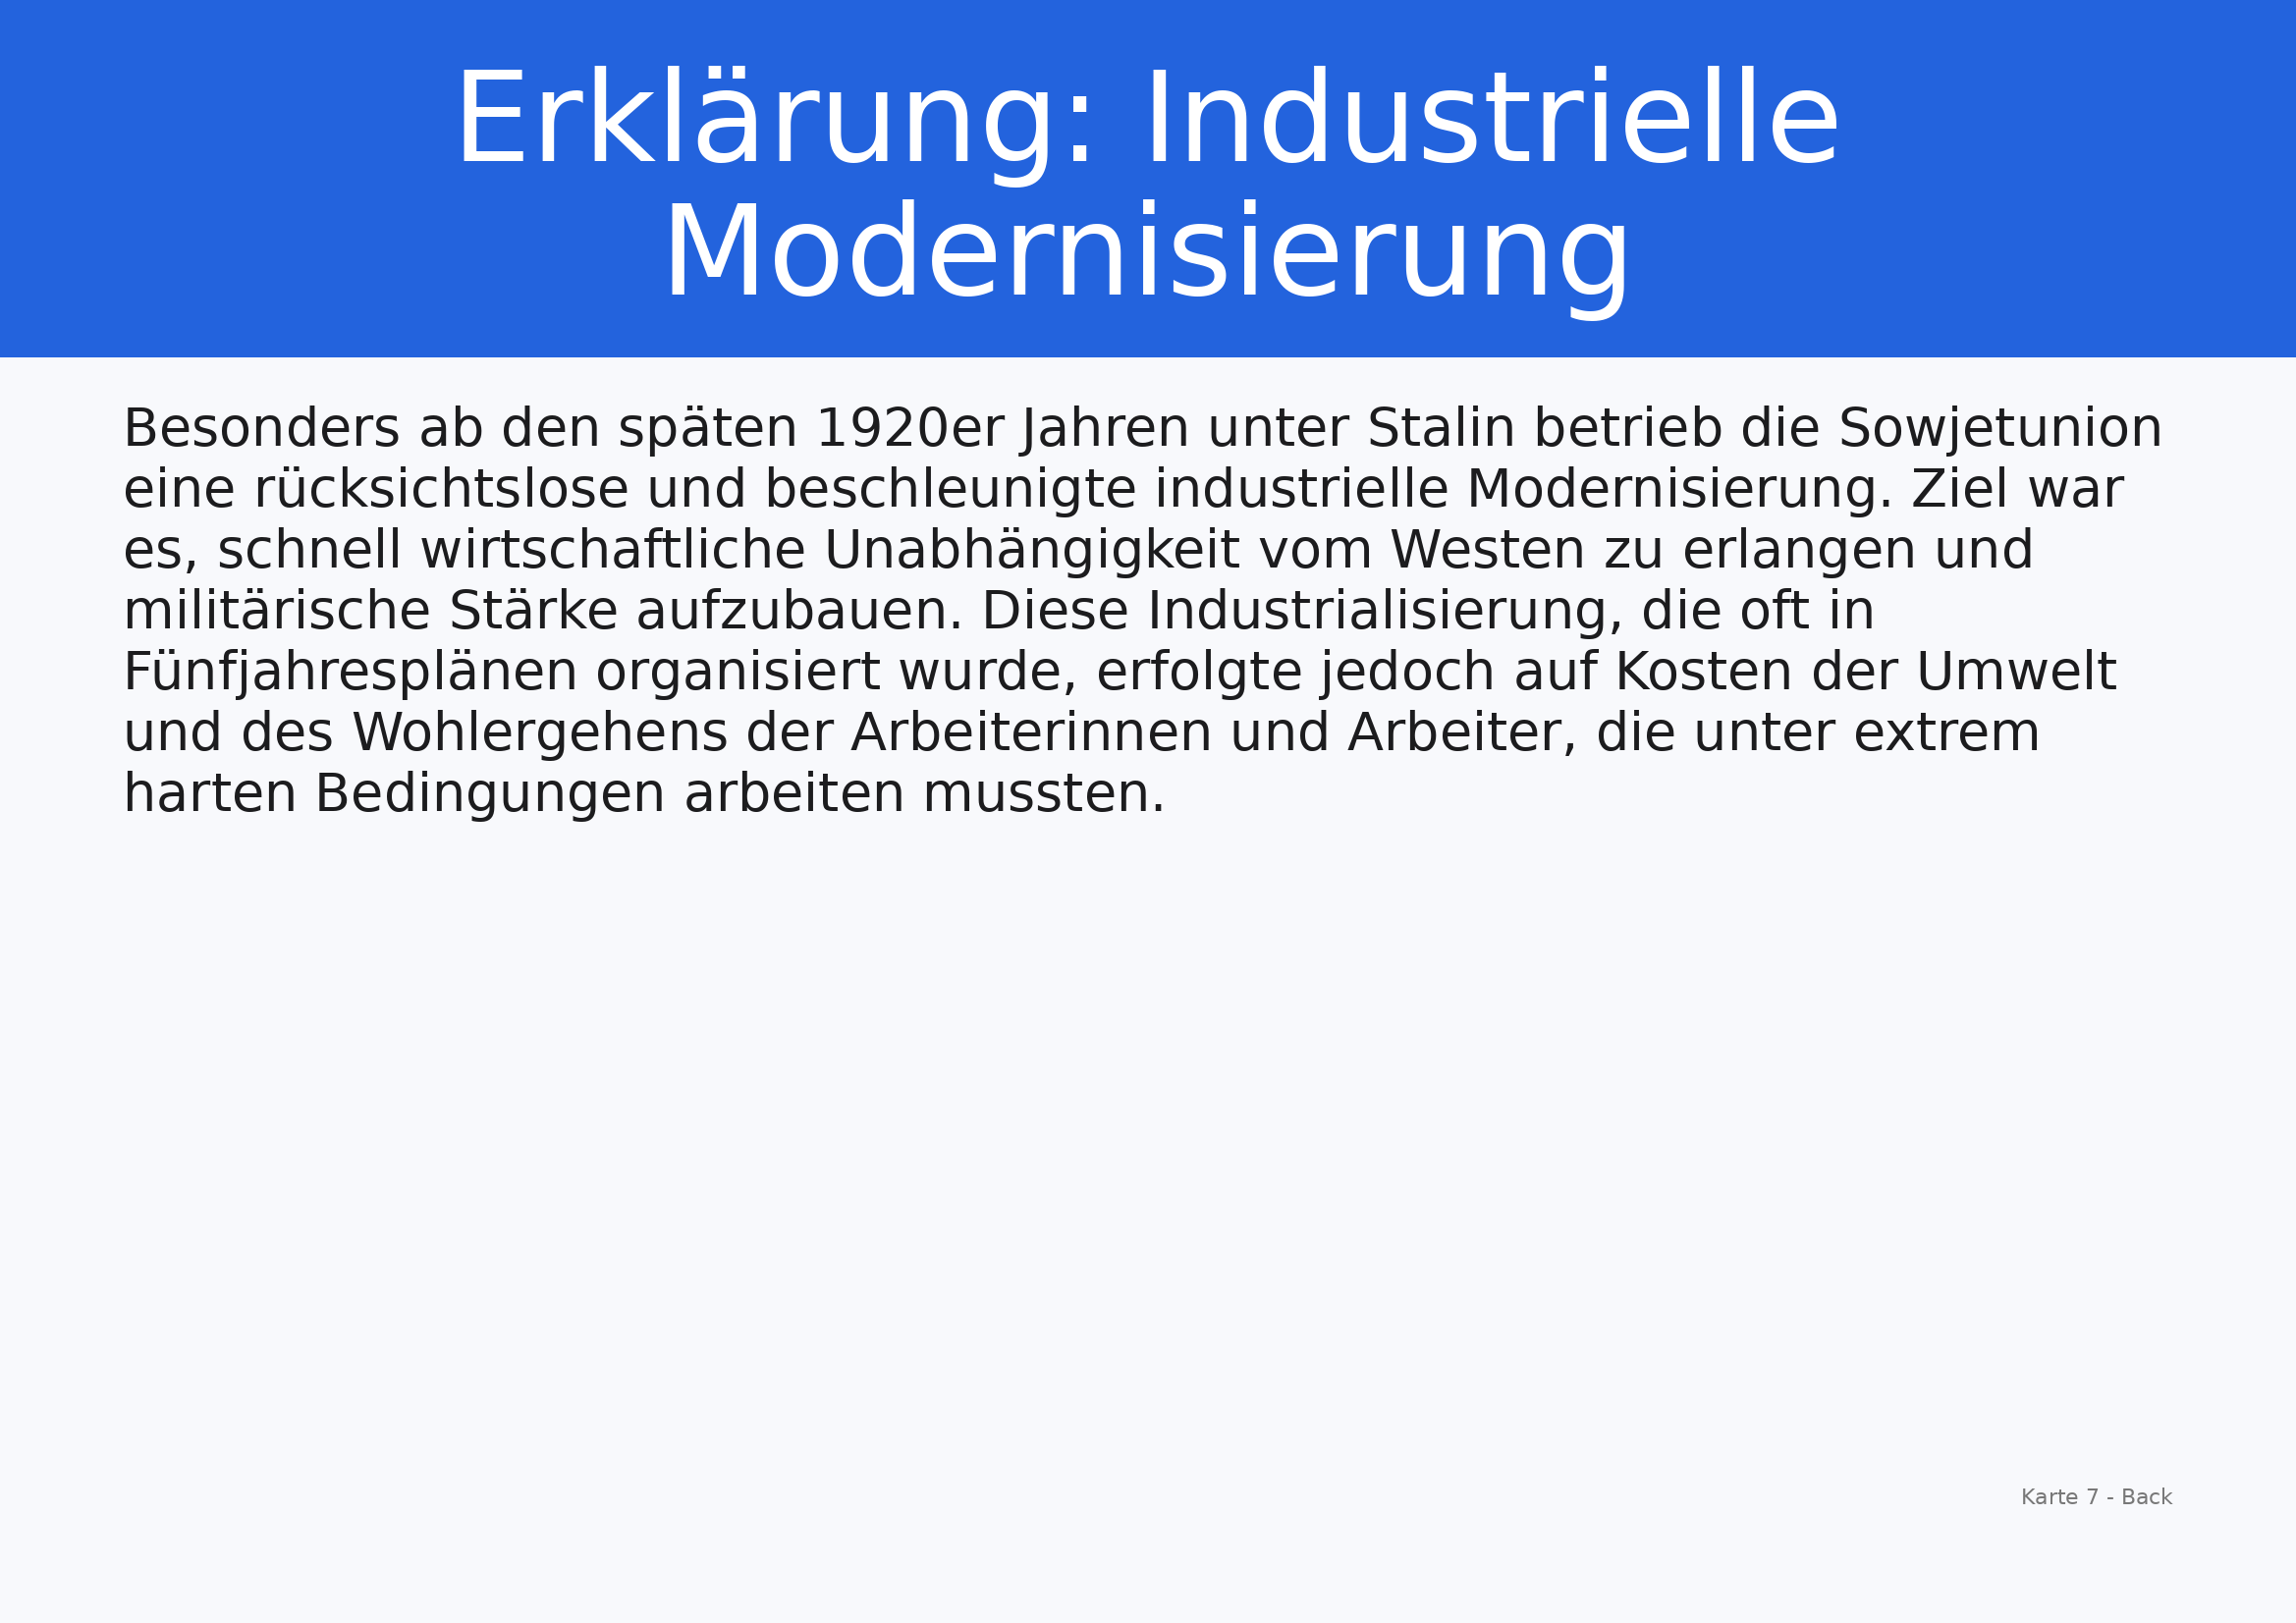 Erklärung: Industrielle
Modernisierung
Besonders ab den späten 1920er Jahren unter Stalin betrieb die Sowjetunion
eine rücksichtslose und beschleunigte industrielle Modernisierung. Ziel war
es, schnell wirtschaftliche Unabhängigkeit vom Westen zu erlangen und
militärische Stärke aufzubauen. Diese Industrialisierung, die oft in
Fünfjahresplänen organisiert wurde, erfolgte jedoch auf Kosten der Umwelt
und des Wohlergehens der Arbeiterinnen und Arbeiter, die unter extrem
harten Bedingungen arbeiten mussten.
Karte 7 - Back